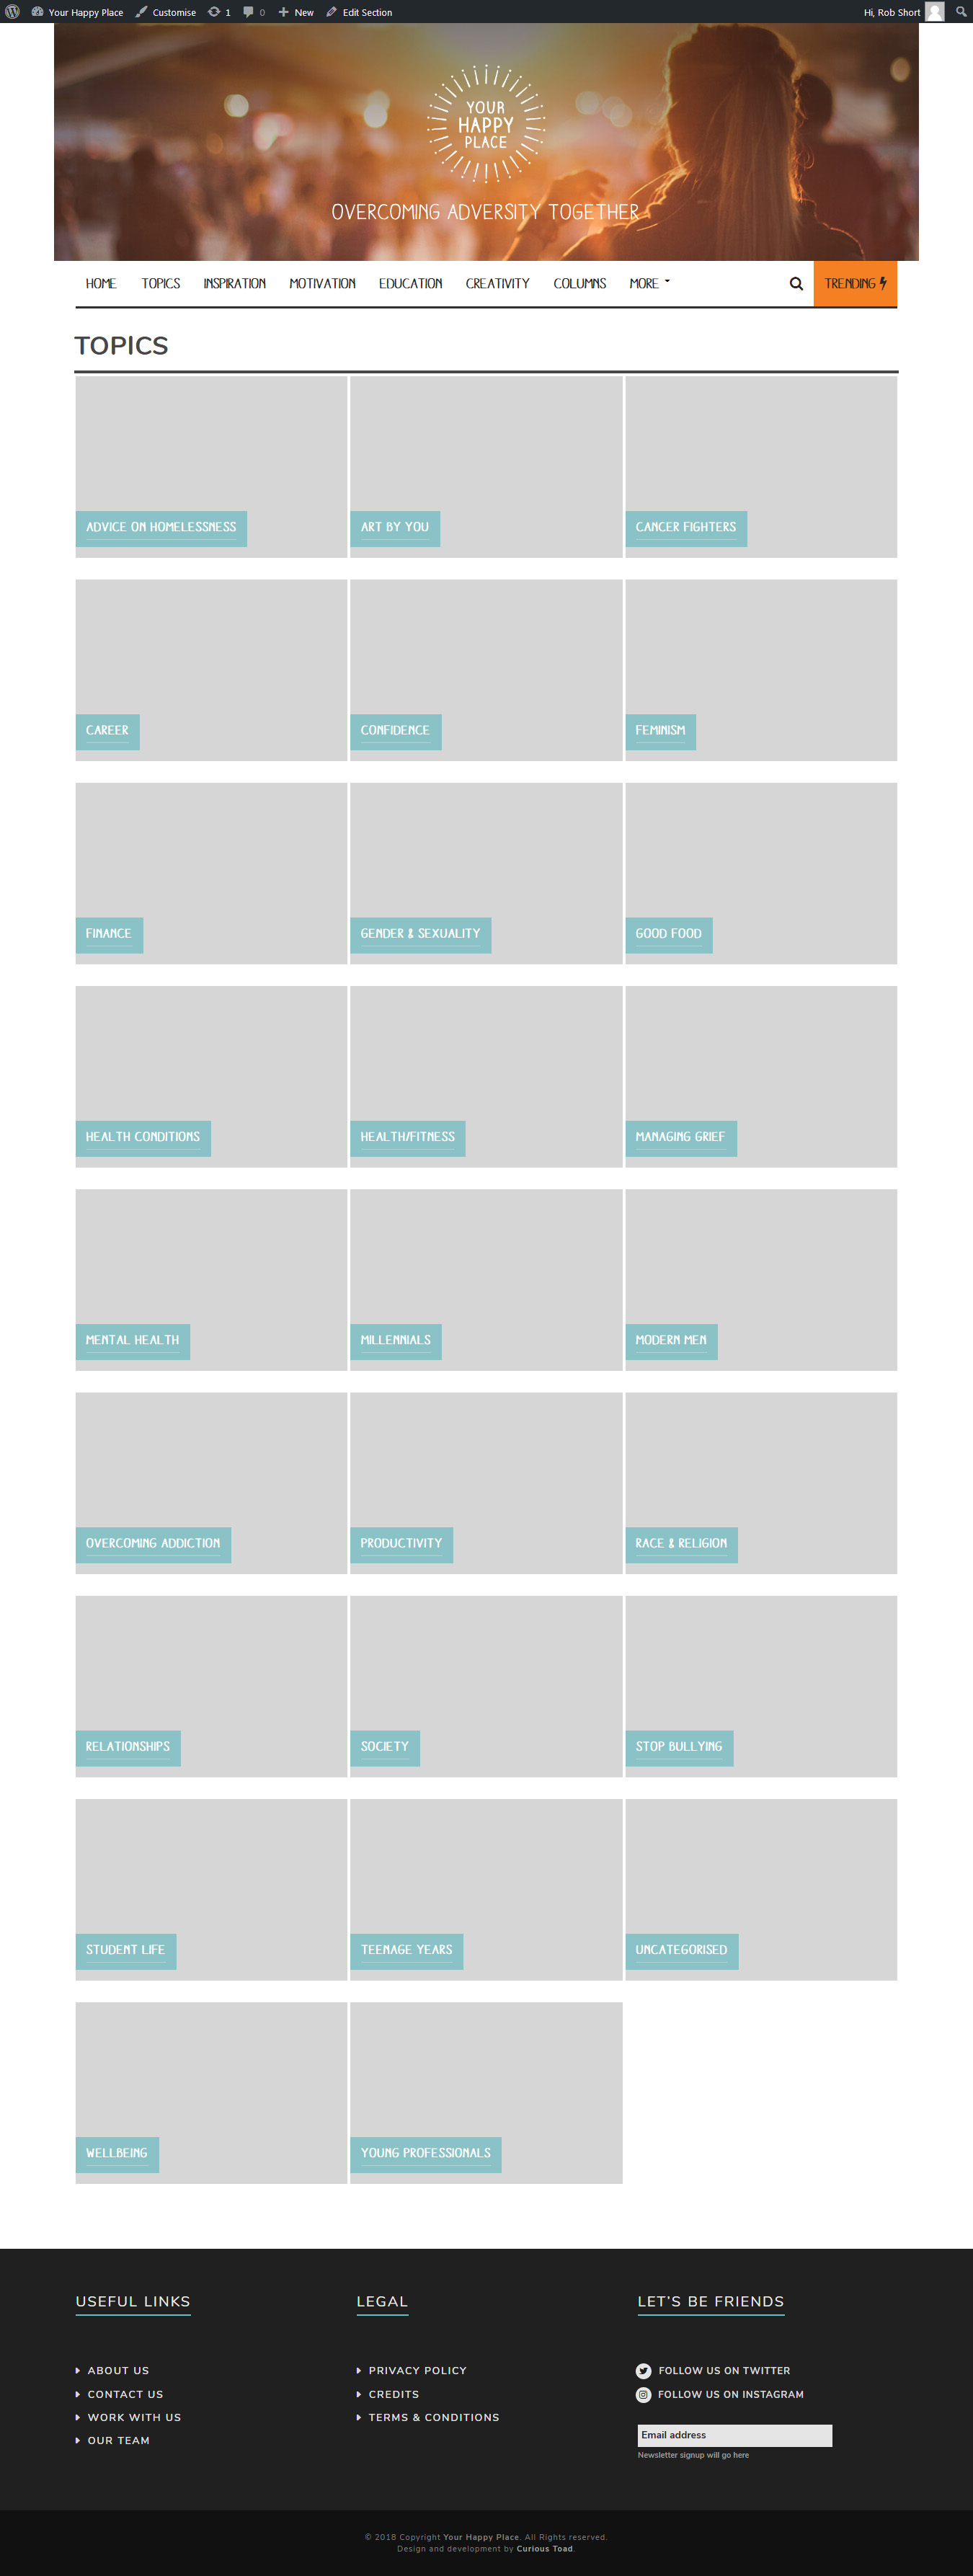 Your Happy Place Customise 1 0 New Edit Section Hi, Rob Short
YOUR
HAPPY
PLACE
OVERCOMING ADVERSITY TOGETHER
HOME TOPICS INSPIRATION MOTIVATION EDUCATION CREATIVITY COLUMNS MORE TRENDING
TOPICS
ADVICE ON HOMELESSNESS ART BY YOU CANCER FIGHTERS
CAREER CONFIDENCE FEMINISM
FINANCE GENDER & SEXUALITY GOOD FOOD
HEALTH CONDITIONS HEALTH/FITNESS MANAGING GRIEF
MENTAL HEALTH MILLENNIALS MODERN MEN
OVERCOMING ADDICTION PRODUCTIVITY RACE & RELIGION
RELATIONSHIPS SOCIETY STOP BULLYING
STUDENT LIFE TEENAGE YEARS UNCATEGORISED
WELLBEING YOUNG PROFESSIONALS
USEFUL LINKS
ABOUT US
CONTACT US
WORK WITH US
OUR TEAM
LEGAL
PRIVACY POLICY
CREDITS
TERMS & CONDITIONS
LET'S BE FRIENDS
FOLLOW US ON TWITTER
FOLLOW US ON INSTAGRAM
Email address
Newsletter signup will go here
© 2018 Copyright Your Happy Place. All Rights reserved.
Design and development by Curious Toad.